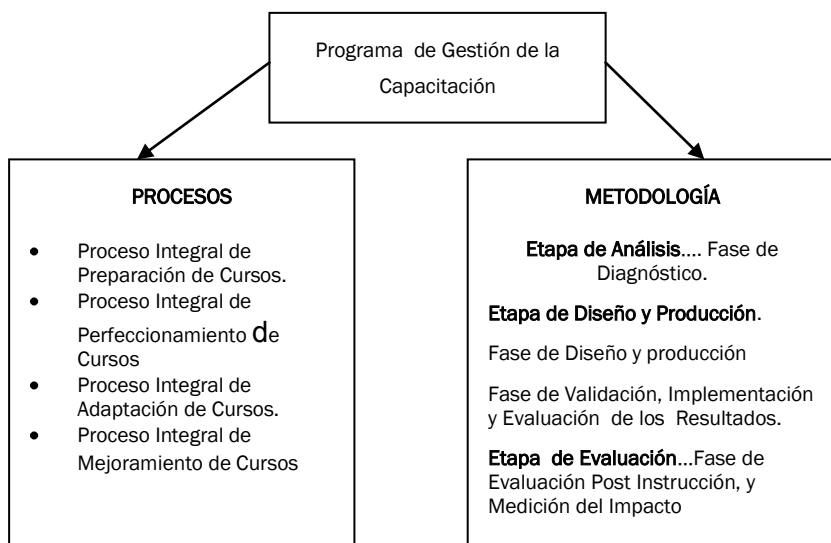 Programa de Gestión de la
Capacitación
PROCESOS
• Proceso Integral de
Preparación de Cursos.
• Proceso Integral de
Perfeccionamiento de
Cursos
• Proceso Integral de
Adaptación de Cursos.
• Proceso Integral de
Mejoramiento de Cursos
METODOLOGÍA
Etapa de Análisis.... Fase de
Diagnóstico.
Etapa de Diseño y Producción.
Fase de Diseño y producción
Fase de Validación, Implementación
y Evaluación de los Resultados.
Etapa de Evaluación...Fase de
Evaluación Post Instrucción, y
Medición del Impacto